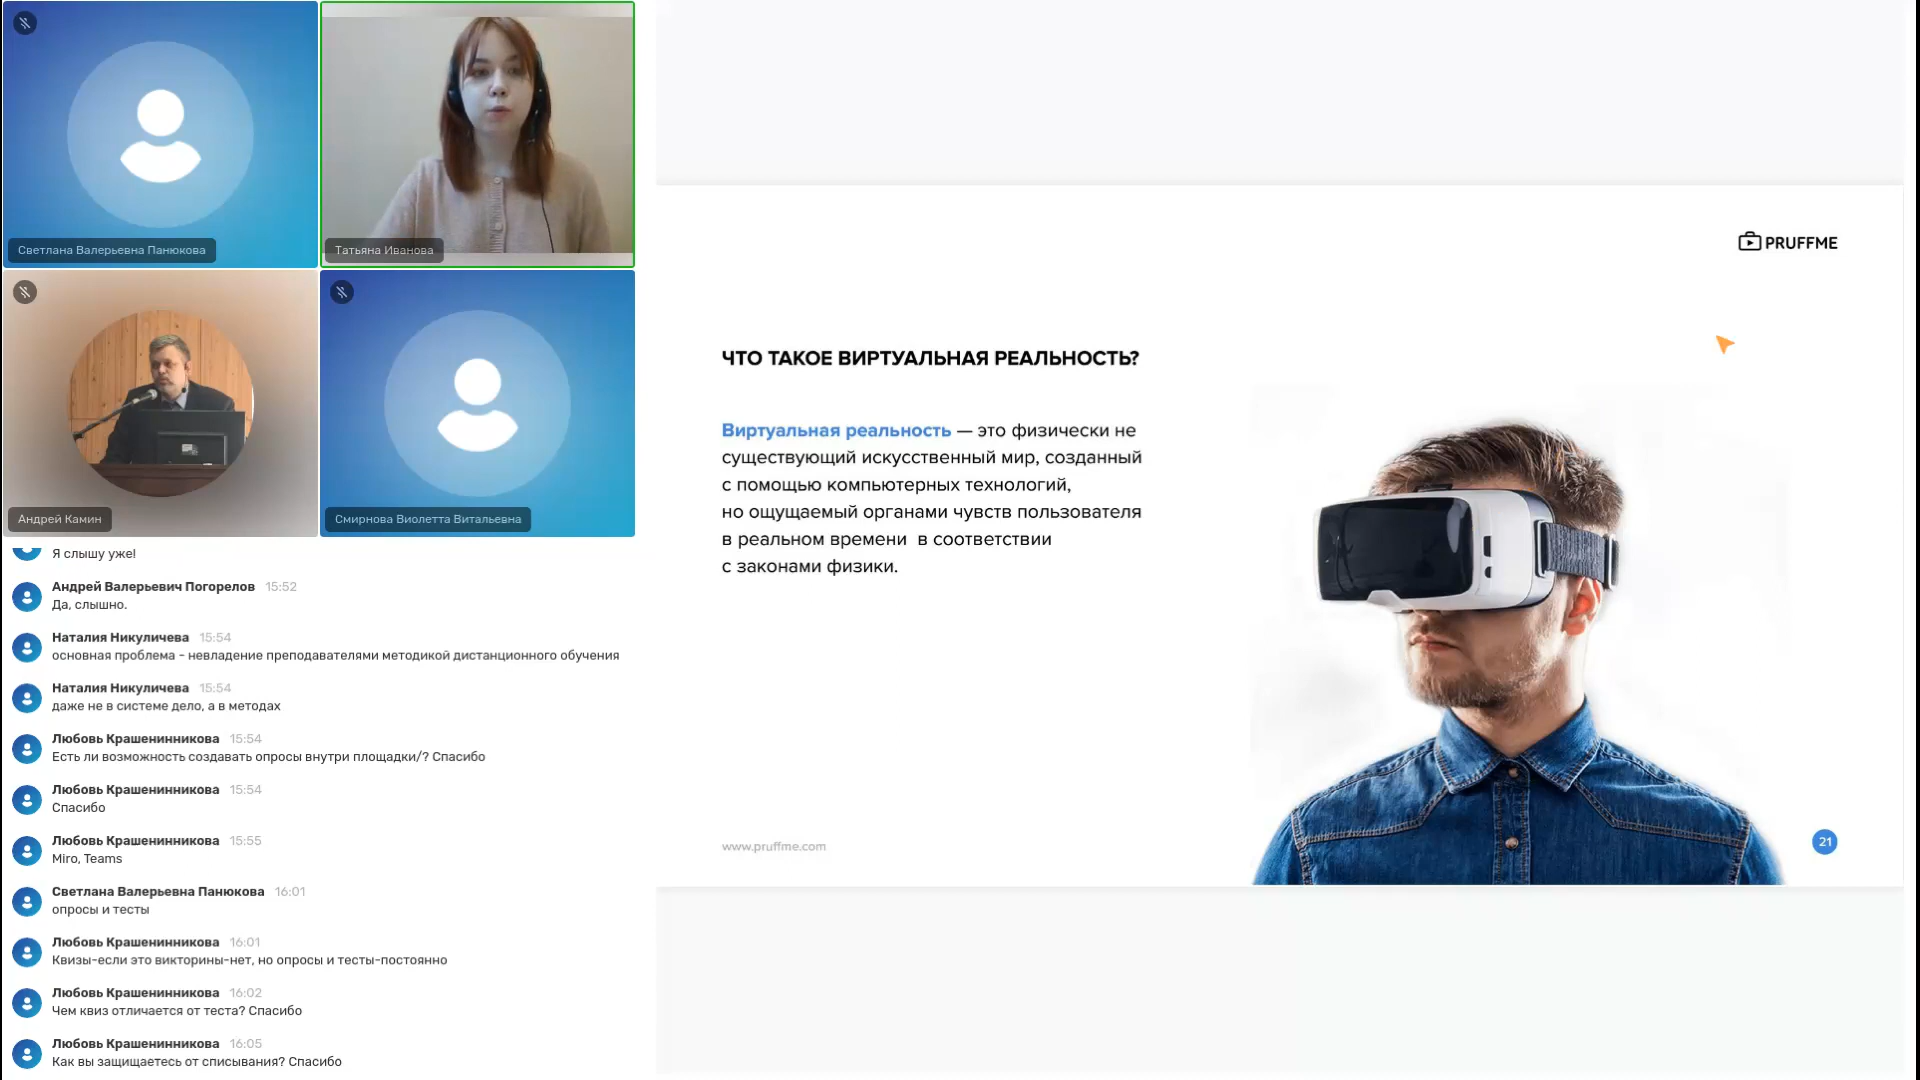 Светлана Валерьевна Панюкова
Татьяна Иванова
Андрей Камин
Смирнова Виолетта Витальевна
Я слышу уже!
Андрей Валерьевич Погорелов 15:52
Да, слышно.
Наталия Никуличева 15:54
основная проблема - невладение преподавателями методикой дистанционного обучения
Наталия Никуличева 15:54
даже не в системе дело, а в методах
Любовь Крашенинникова 15:54
Есть ли возможность создавать опросы внутри площадки/? Спасибо
Любовь Крашенинникова 15:54
Спасибо
Любовь Крашенинникова 15:55
Miro, Teams
Светлана Валерьевна Панюкова 16:01
опросы и тесты
Любовь Крашенинникова 16:01
Квизы-если это викторины-нет, но опросы и тесты-постоянно
Любовь Крашенинникова 16:02
Чем квиз отличается от теста? Спасибо
Любовь Крашенинникова 16:05
Как вы защищаетесь от списывания? Спасибо
PRUFFME
ЧТО ТАКОЕ ВИРТУАЛЬНАЯ РЕАЛЬНОСТЬ?
Виртуальная реальность — это физически не
существующий искусственный мир, созданный
с помощью компьютерных технологий,
но ощущаемый органами чувств пользователя
в реальном времени в соответствии
с законами физики.
www.pruffme.com
21